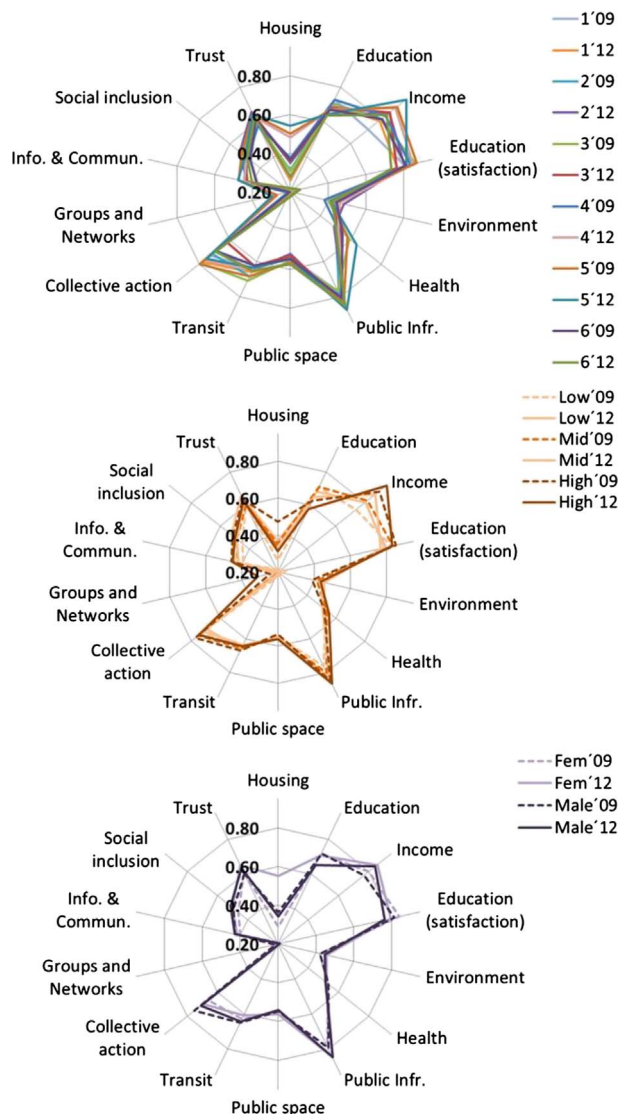 Housing
Trust
Education
0.80
Social inclusion
Income
0.60
0.40
Info. & Commun.
Education
(satisfaction)
0.20
Groups and
Networks
Environment
Collective action
Health
Transit
Public Infr.
Public space
1´09
1´12
2´09
2´12
3´09
3´12
4´09
4´12
5´09
5´12
6´09
6´12
Housing
Trust
Education
0.80
Social
inclusion
Income
0.60
Info. &
Commun.
0.40
Education
(satisfaction)
0.20
Groups and
Networks
Environment
Collective
action
Health
Transit
Public Infr.
Public space
Low´09
Low´12
Mid´09
Mid´12
High´09
High´12
Housing
Trust
Education
0.80
Social
inclusion
Income
0.60
Info. &
Commun.
0.40
Education
(satisfaction)
0.20
Groups and
Networks
Environment
Collective
action
Health
Transit
Public Infr.
Public space
Fem´09
Fem´12
Male´09
Male´12